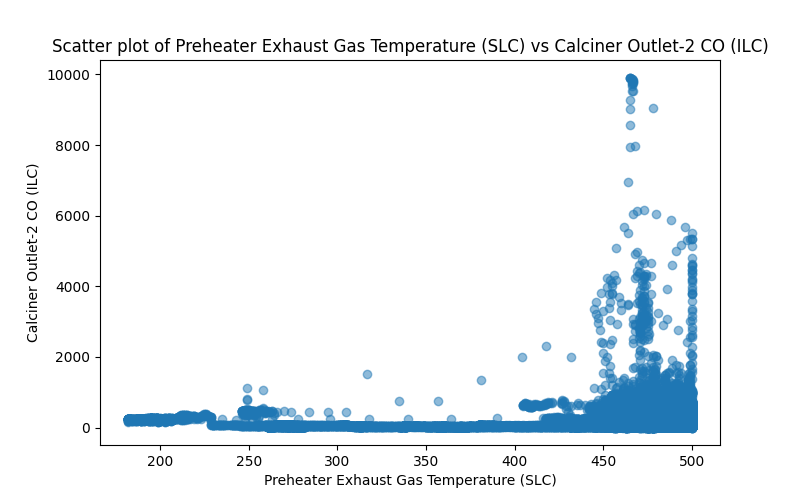 Scatter plot of Preheater Exhaust Gas Temperature (SLC) vs Calciner Outlet-2 CO (ILC)
Calciner Outlet-2 CO (ILC)
10000
8000
6000
4000
2000
0
200 250 300 350 400 450 500
Preheater Exhaust Gas Temperature (SLC)